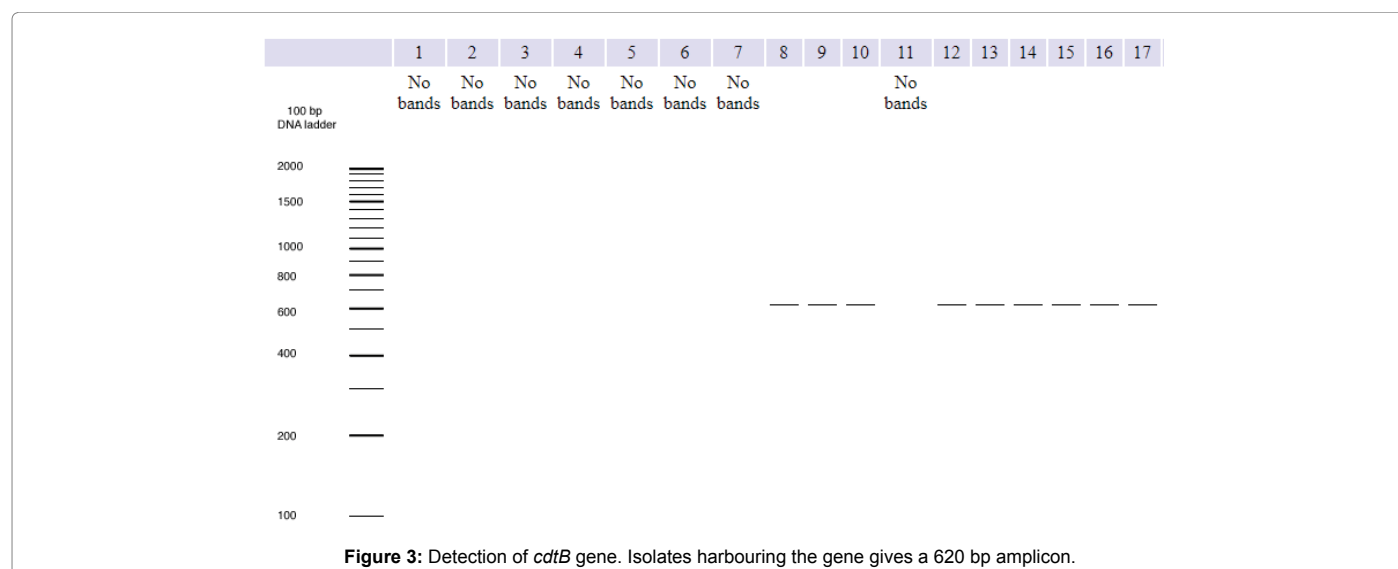 1 2 3 4 5 6 7 8 9 10 11 12 13 14 15 16 17
No No No No No No No No
bands bands bands bands bands bands bands bands
100 bp
DNA ladder
2000
1500
1000
800
600
400
200
100
Figure 3: Detection of cdtB gene. Isolates harbouring the gene gives a 620 bp amplicon.